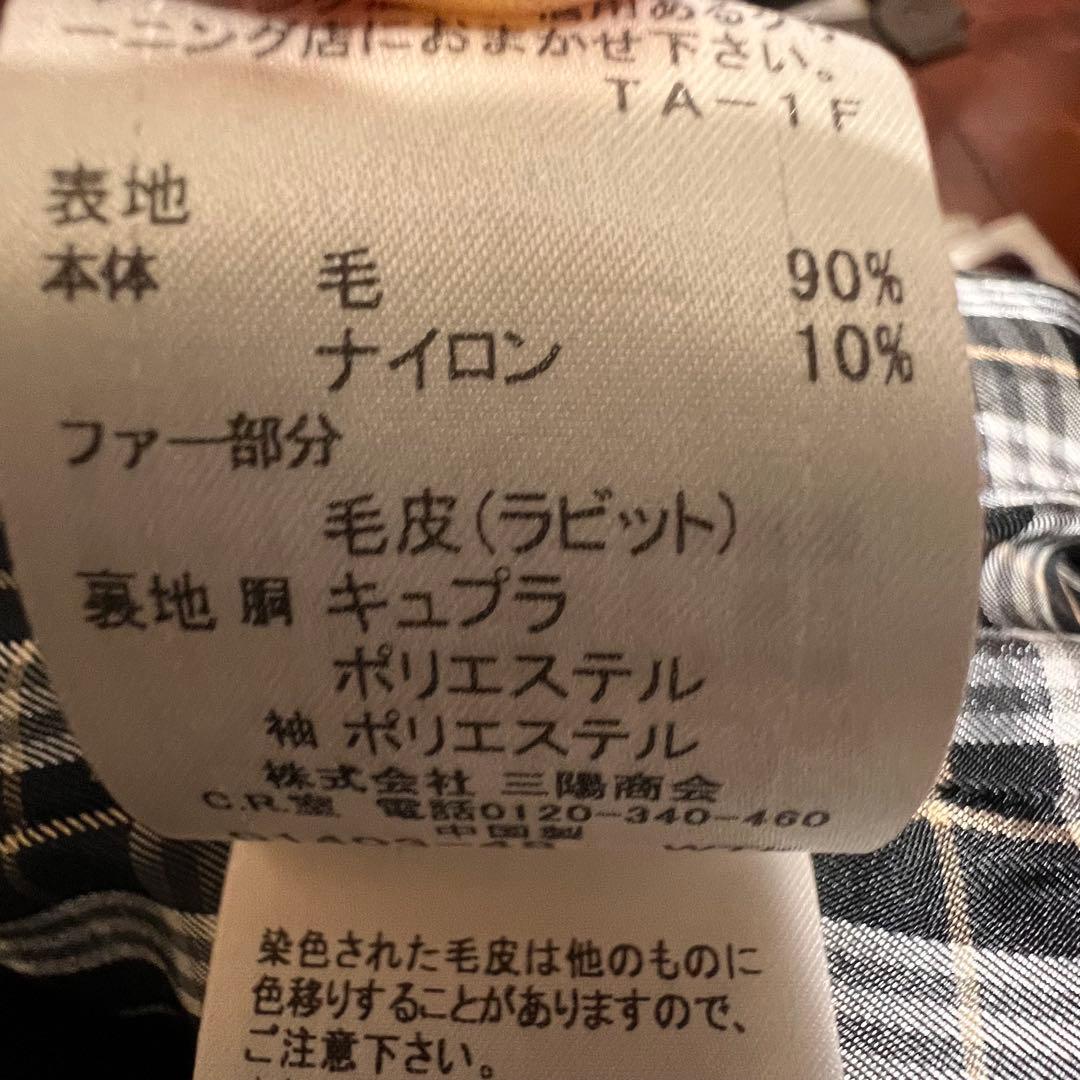 ーニング店におまかせ下さい。
TA-1F
表地
本体 毛 90%
ナイロン 10%
ファー部分
毛皮(ラビット)
裏地 胴 キュプラ
ポリエステル
袖 ポリエステル
株式会社 三陽商会
C.R.室 電話0120-340-460
中国製
染色された毛皮は他のものに
色移りすることがありますので、
ご注意下さい。